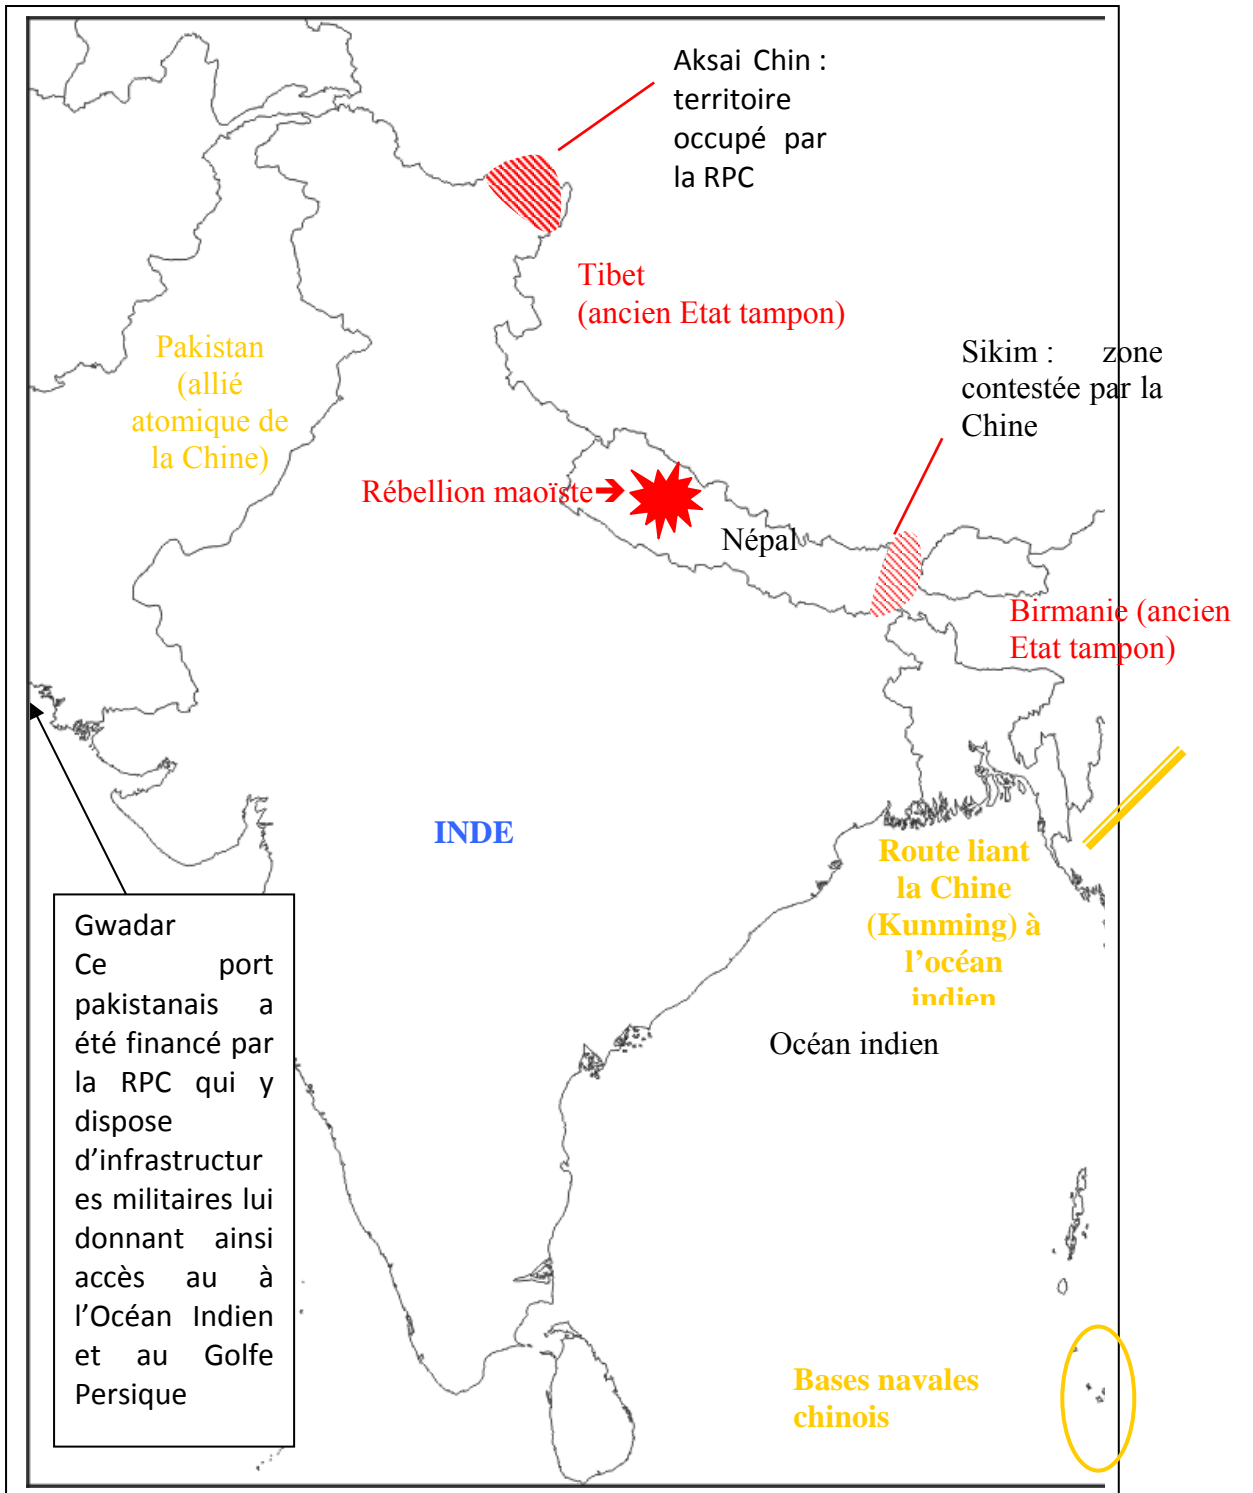 Aksai Chin :
territoire
occupé par
la RPC
Tibet
(ancien Etat tampon)
Pakistan
(allié
atomique de
la Chine)
Sikim : zone
contestée par la
Chine
Rébellion maoïste
Népal
Birmanie (ancien
Etat tampon)
INDE
Route liant
la Chine
(Kunming) à
l’océan
indien
Océan indien
Gwadar
Ce port
pakistanais a
été financé par
la RPC qui y
dispose
d’infrastructur
es militaires lui
donnant ainsi
accès au à
l’Océan Indien
et au Golfe
Persique
Bases navales
chinois